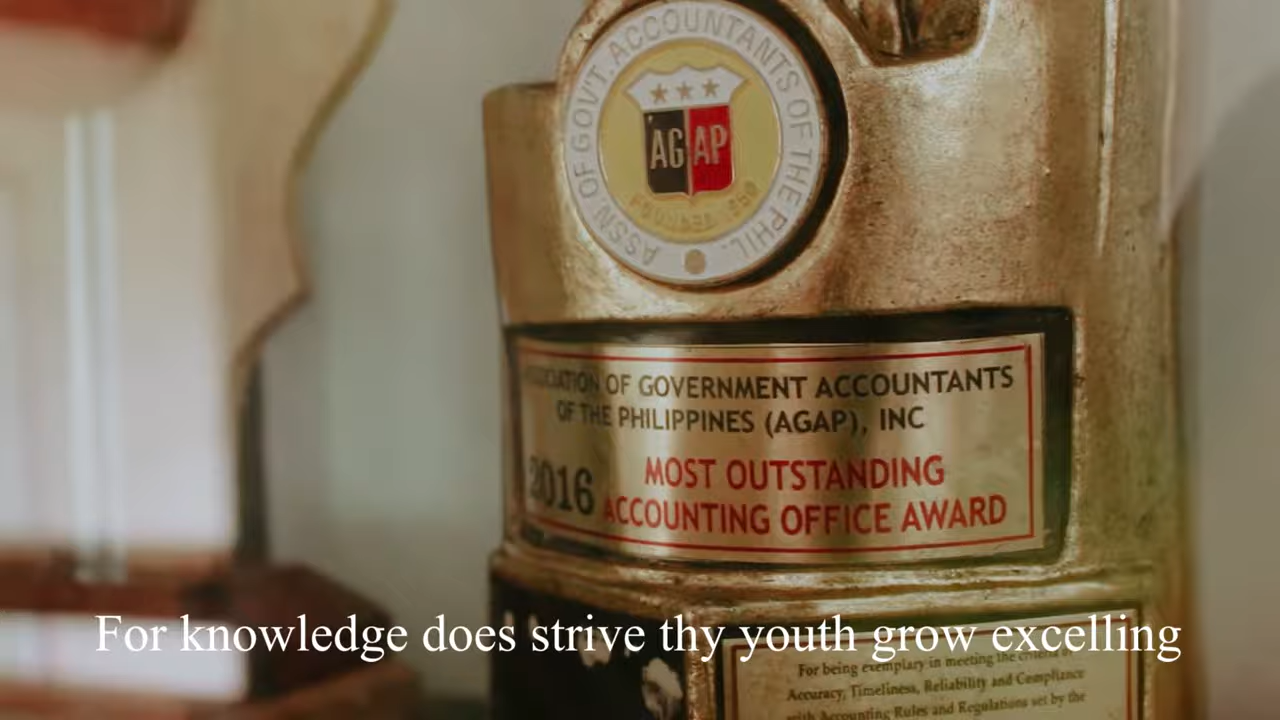 ASSN OF GOV'T. ACCOUNTANTS OF THE PHIL.
AGAP
ASSOCIATION OF GOVERNMENT ACCOUNTANTS
OF THE PHILIPPINES (AGAP), INC
2016
MOST OUTSTANDING
ACCOUNTING OFFICE AWARD
For knowledge does strive thy youth grow excelling
For being exemplary in meeting the
Accuracy, Timeliness, Reliability and Compliance
with Accounting Rules and Regulations set by the